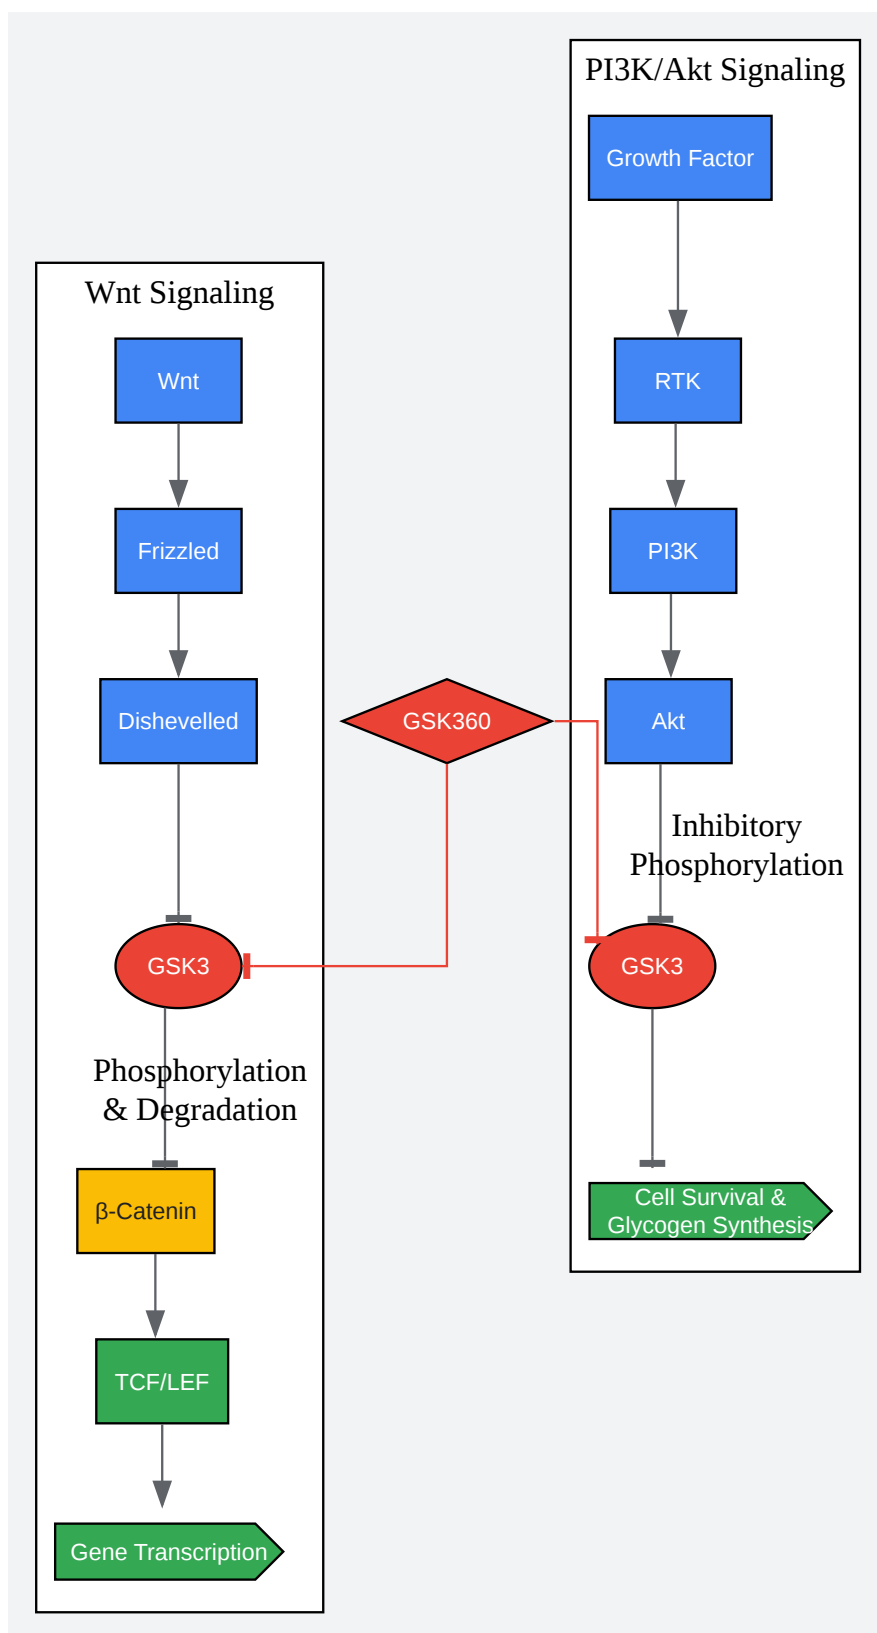 PI3K/Akt Signaling
Growth Factor
RTK
PI3K
Akt
Inhibitory
Phosphorylation
GSK3
Cell Survival &
Glycogen Synthesis
Wnt Signaling
Wnt
Frizzled
Dishevelled
GSK360
GSK3
Phosphorylation
& Degradation
β-Catenin
TCF/LEF
Gene Transcription